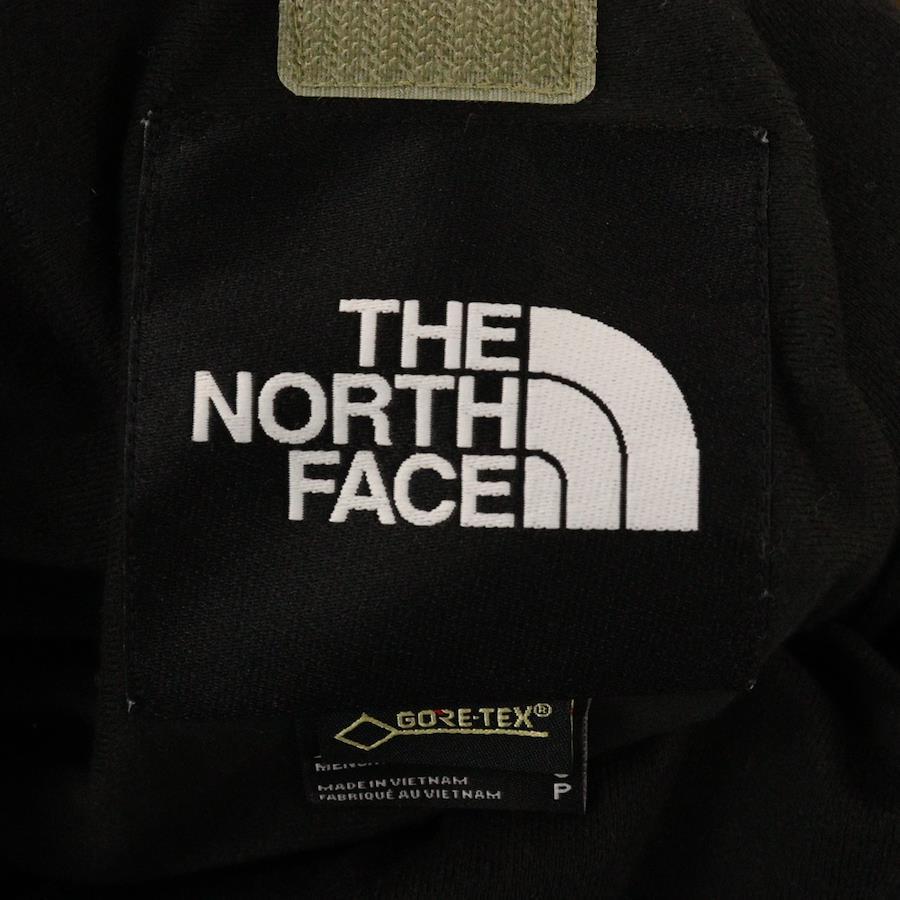 THE
NORTH
FACE
GORE-TEX®
MADE IN VIETNAM
FABRIQUÉ AU VIETNAM
P